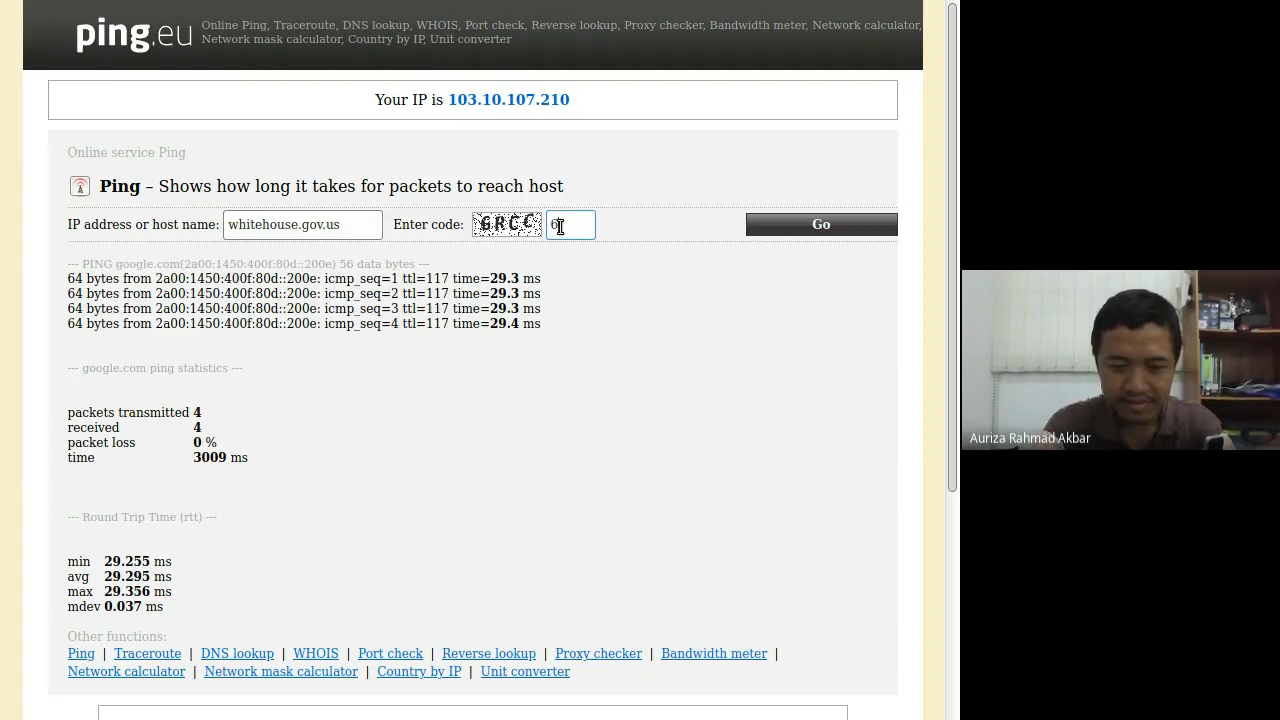 ping.eu
Online Ping, Traceroute, DNS lookup, WHOIS, Port check, Reverse lookup, Proxy checker, Bandwidth meter, Network calculator,
Network mask calculator, Country by IP, Unit converter
Your IP is 103.10.107.210
Online service Ping
Ping – Shows how long it takes for packets to reach host
IP address or host name: whitehouse.gov.us Enter code: 6RCC 6 Go
--- PING google.com(2a00:1450:400f:80d::200e) 56 data bytes ---
64 bytes from 2a00:1450:400f:80d::200e: icmp_seq=1 ttl=117 time=29.3 ms
64 bytes from 2a00:1450:400f:80d::200e: icmp_seq=2 ttl=117 time=29.3 ms
64 bytes from 2a00:1450:400f:80d::200e: icmp_seq=3 ttl=117 time=29.3 ms
64 bytes from 2a00:1450:400f:80d::200e: icmp_seq=4 ttl=117 time=29.4 ms
--- google.com ping statistics ---
packets transmitted 4
received 4
packet loss 0 %
time 3009 ms
--- Round Trip Time (rtt) ---
min 29.255 ms
avg 29.295 ms
max 29.356 ms
mdev 0.037 ms
Other functions:
Ping | Traceroute | DNS lookup | WHOIS | Port check | Reverse lookup | Proxy checker | Bandwidth meter |
Network calculator | Network mask calculator | Country by IP | Unit converter
Auriza Rahmad Akbar